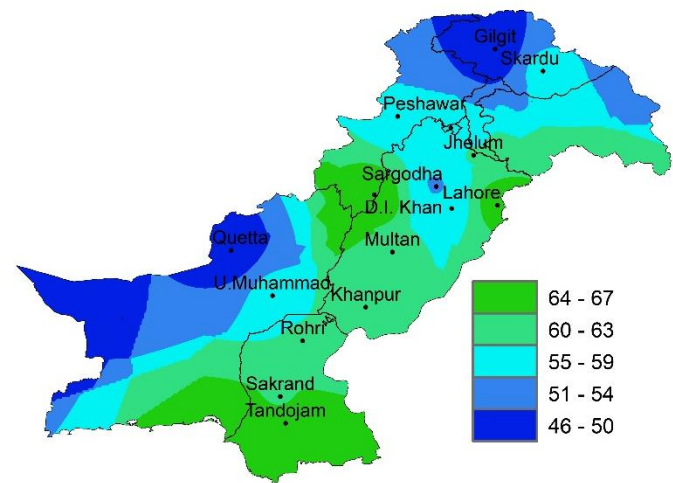 Gilgit
Skardu
Peshawar
Jhelum
Sargodha
Lahore
D.I. Khan
Quetta
Multan
U.Muhammad
Khanpur
Rohri
Sakrand
Tandojam
64 - 67
60 - 63
55 - 59
51 - 54
46 - 50